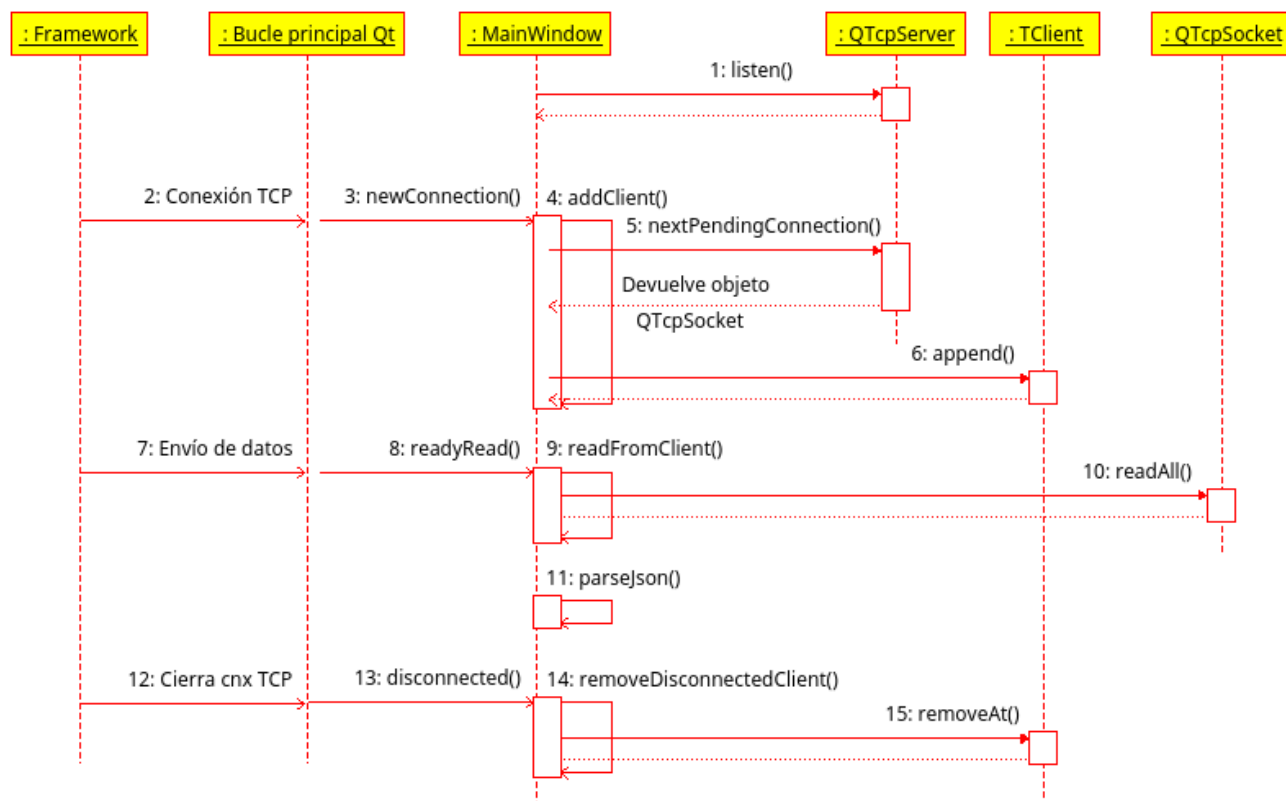 : Framework
: Bucle principal Qt
: MainWindow
: QTcpServer
: TClient
: QTcpSocket
1: listen()
2: Conexión TCP
3: newConnection()
4: addClient()
5: nextPendingConnection()
Devuelve objeto
QTcpSocket
6: append()
7: Envío de datos
8: readyRead()
9: readFromClient()
10: readAll()
11: parseJson()
12: Cierra cnx TCP
13: disconnected()
14: removeDisconnectedClient()
15: removeAt()